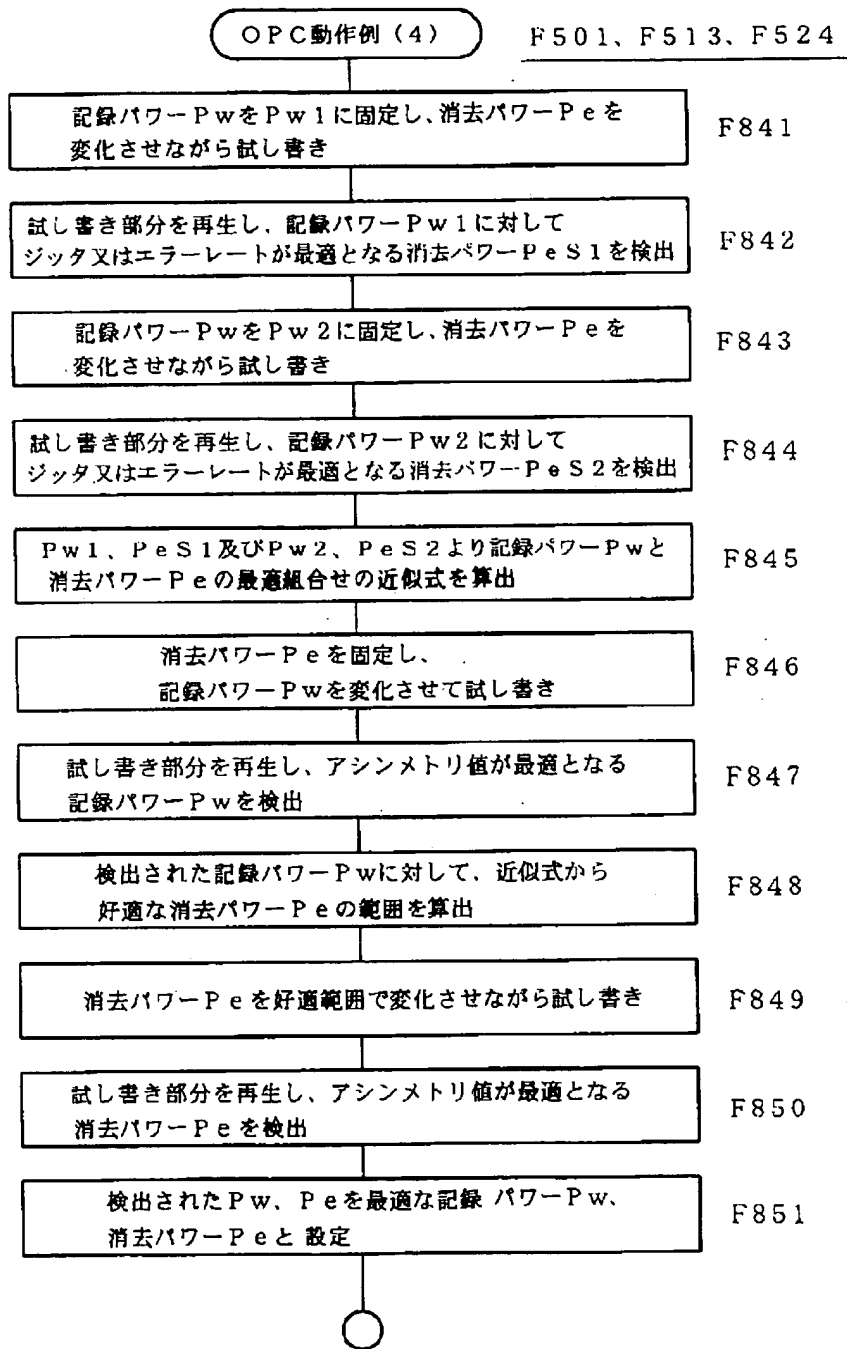 OPC動作例(4)
F501、F513、F524
記録パワーPwをPw1に固定し、消去パワーPeを
変化させながら試し書き
F841
試し書き部分を再生し、記録パワーPw1に対して
ジッタ又はエラーレートが最適となる消去パワーPeS1を検出
F842
記録パワーPwをPw2に固定し、消去パワーPeを
変化させながら試し書き
F843
試し書き部分を再生し、記録パワーPw2に対して
ジッタ又はエラーレートが最適となる消去パワーPeS2を検出
F844
Pw1、PeS1及びPw2、PeS2より記録パワーPwと
消去パワーPeの最適組合せの近似式を算出
F845
消去パワーPeを固定し、
記録パワーPwを変化させて試し書き
F846
試し書き部分を再生し、アシンメトリ値が最適となる
記録パワーPwを検出
F847
検出された記録パワーPwに対して、近似式から
好適な消去パワーPeの範囲を算出
F848
消去パワーPeを好適範囲で変化させながら試し書き
F849
試し書き部分を再生し、アシンメトリ値が最適となる
消去パワーPeを検出
F850
検出されたPw、Peを最適な記録 パワーPw、
消去パワーPeと 設定
F851